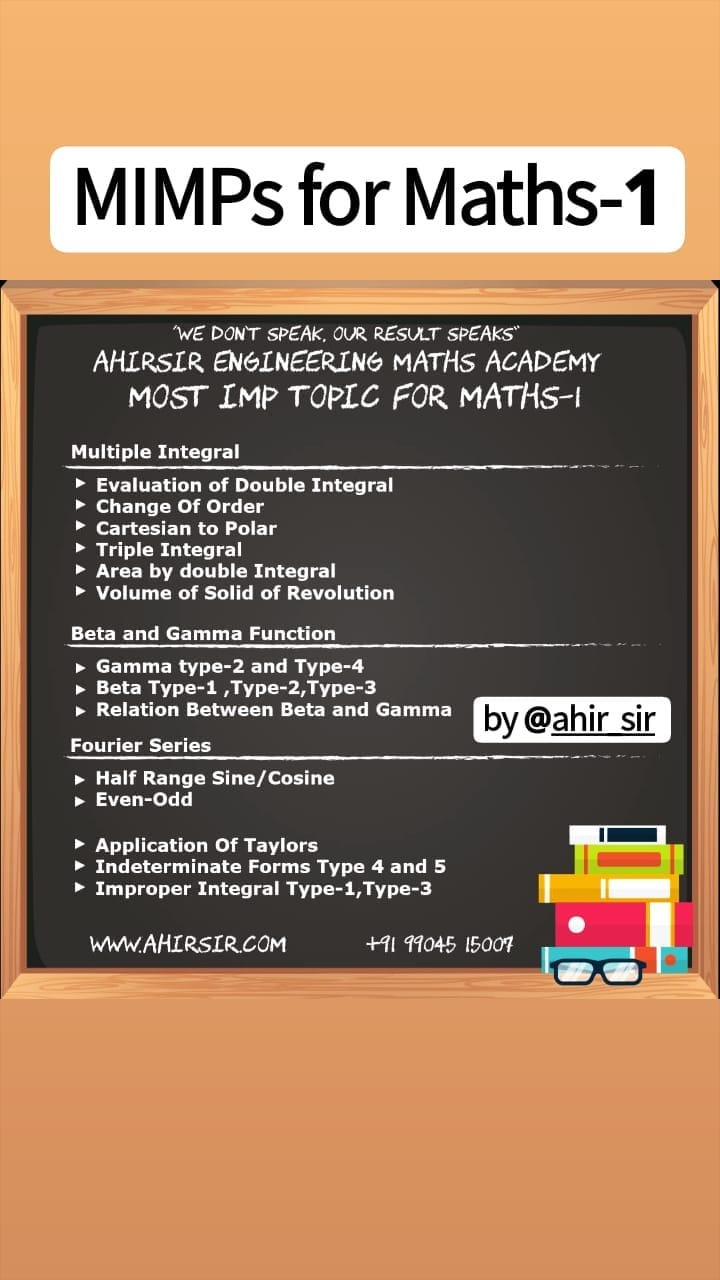 MIMPs for Maths-1
"WE DON'T SPEAK, OUR RESULT SPEAKS"
AHIRSIR ENGINEERING MATHS ACADEMY
MOST IMP TOPIC FOR MATHS-1
Multiple Integral
Evaluation of Double Integral
Change Of Order
Cartesian to Polar
Triple Integral
Area by double Integral
Volume of Solid of Revolution
Beta and Gamma Function
Gamma type-2 and Type-4
Beta Type-1 ,Type-2,Type-3
Relation Between Beta and Gamma
by @ahir_sir
Fourier Series
Half Range Sine/Cosine
Even-Odd
Application Of Taylors
Indeterminate Forms Type 4 and 5
Improper Integral Type-1,Type-3
WWW.AHIRSIR.COM +91 99045 15007